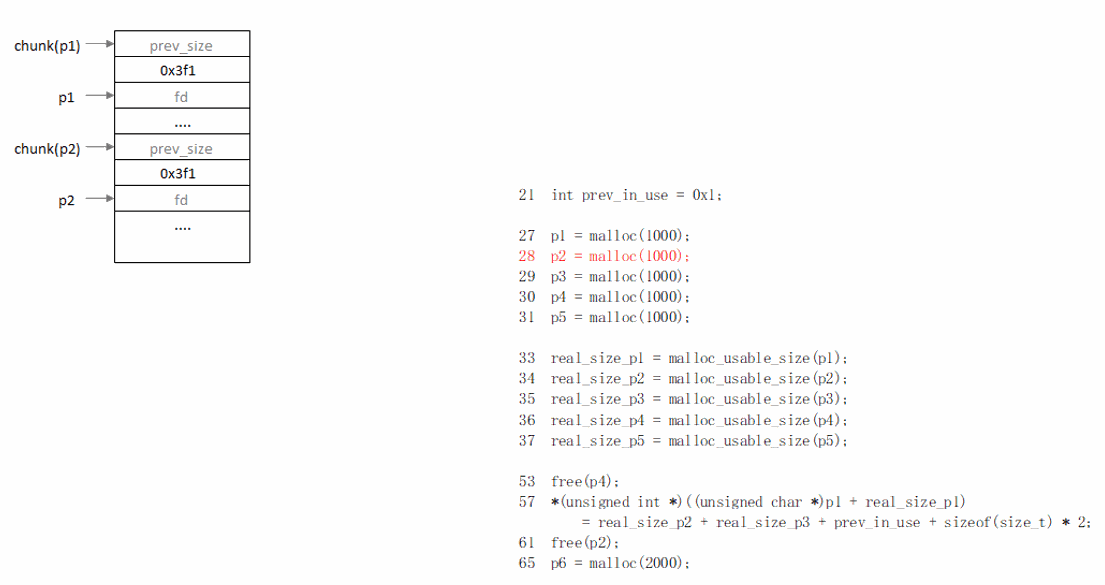 chunk(p1)
prev_size
0x3f1
p1
fd
....
chunk(p2)
prev_size
0x3f1
p2
fd
....
21 int prev_in_use = 0x1;
27 p1 = malloc(1000);
28 p2 = malloc(1000);
29 p3 = malloc(1000);
30 p4 = malloc(1000);
31 p5 = malloc(1000);
33 real_size_p1 = malloc_usable_size(p1);
34 real_size_p2 = malloc_usable_size(p2);
35 real_size_p3 = malloc_usable_size(p3);
36 real_size_p4 = malloc_usable_size(p4);
37 real_size_p5 = malloc_usable_size(p5);
53 free(p4);
57 *(unsigned int *)((unsigned char *)p1 + real_size_p1)
= real_size_p2 + real_size_p3 + prev_in_use + sizeof(size_t) * 2;
61 free(p2);
65 p6 = malloc(2000);